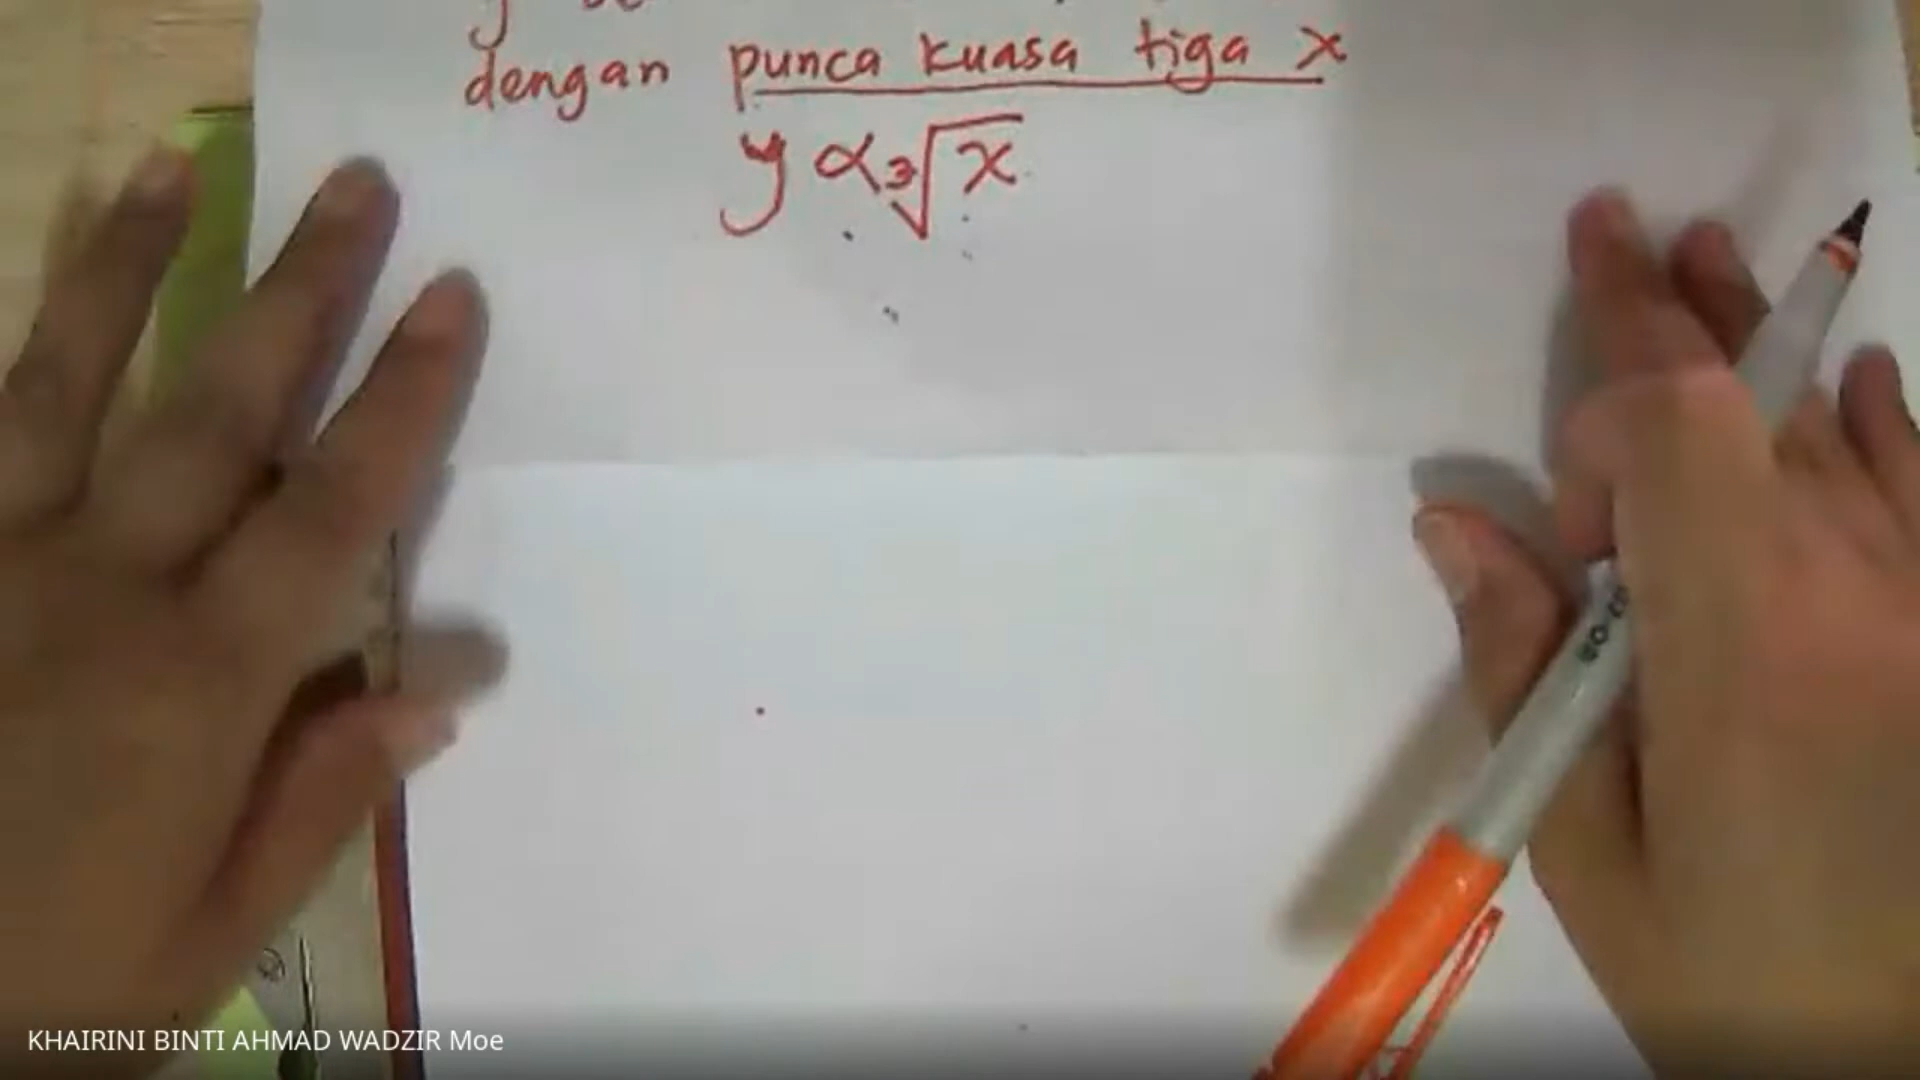 y
dengan punca kuasa tiga x
y α ∛x
KHAIRINI BINTI AHMAD WADZIR Moe